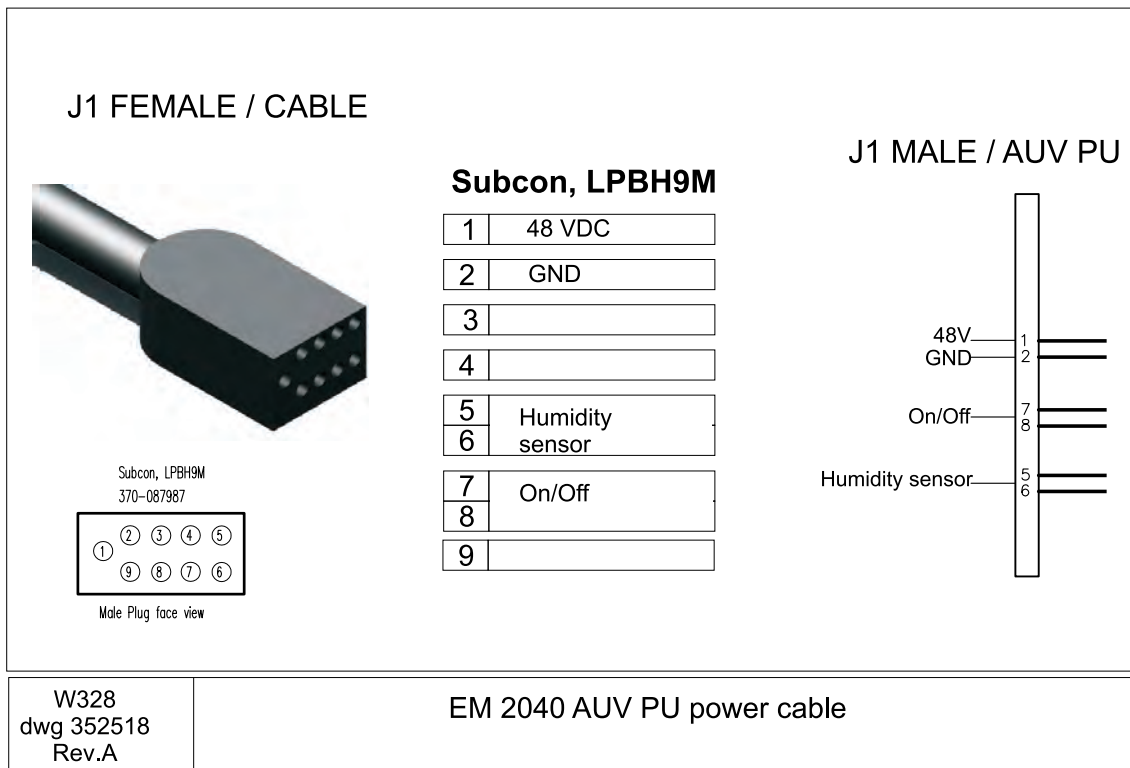 J1 FEMALE / CABLE
Subcon, LPBH9M
370-087987
1
2 3 4 5
9 8 7 6
Male Plug face view
Subcon, LPBH9M
1 48 VDC
2 GND
3
4
5 Humidity
6 sensor
7 On/Off
8
9
J1 MALE / AUV PU
48V 1
GND 2
On/Off 7
8
Humidity sensor 5
6
W328
dwg 352518
Rev.A
EM 2040 AUV PU power cable